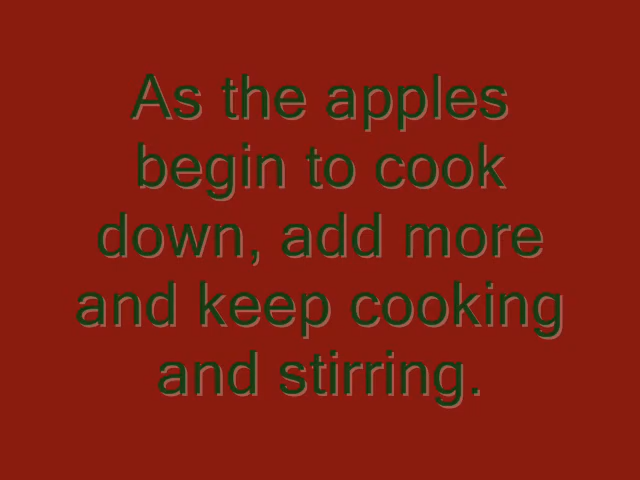 As the apples
begin to cook
down, add more
and keep cooking
and stirring.